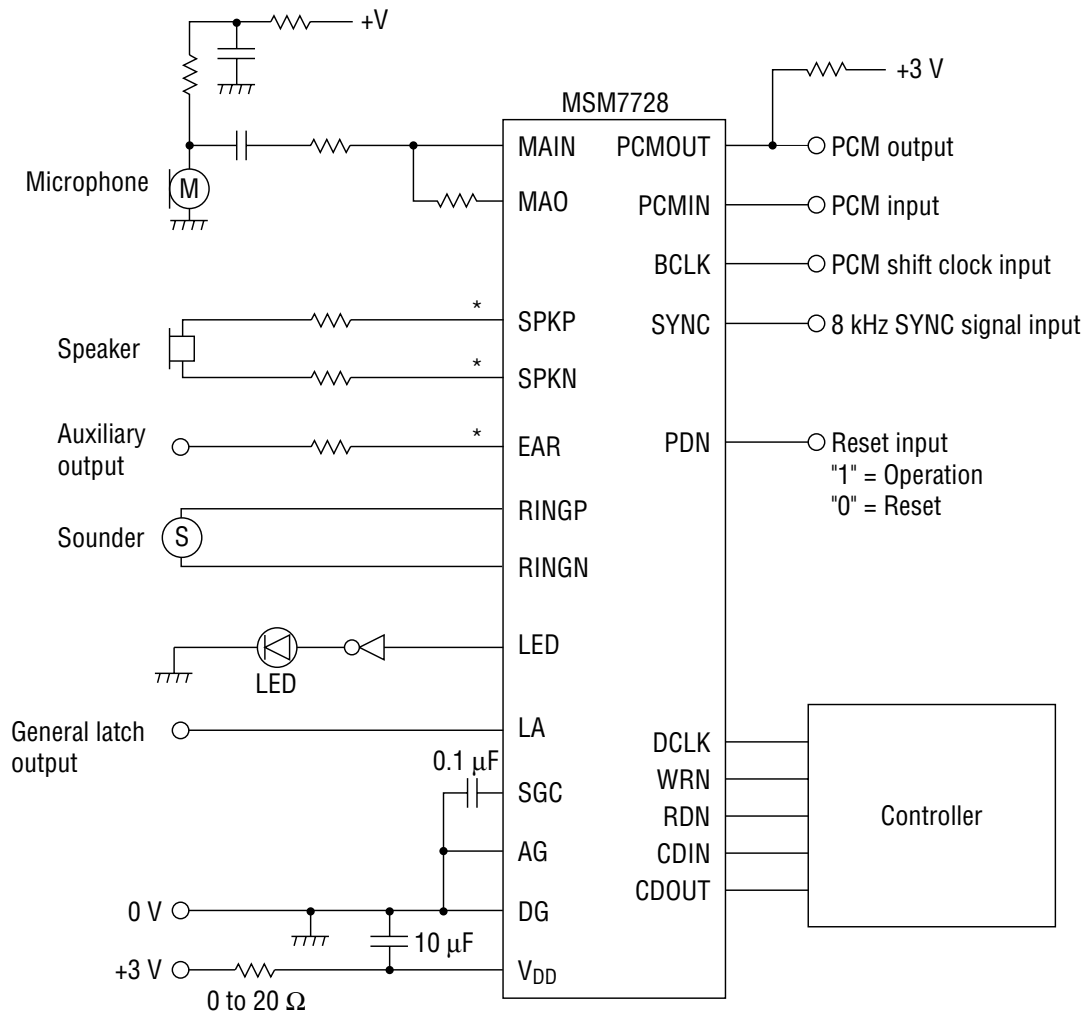 +V
+3 V
MSM7728
MAIN
PCMOUT
PCM output
Microphone
M
MAO
PCMIN
PCM input
BCLK
PCM shift clock input
*
SPKP
SYNC
8 kHz SYNC signal input
Speaker
*
SPKN
Auxiliary
output
*
EAR
PDN
Reset input
"1" = Operation
"0" = Reset
RINGP
Sounder
S
RINGN
LED
LED
General latch
output
LA
DCLK
0.1 μF
SGC
WRN
RDN
Controller
AG
CDIN
CDOUT
0 V
DG
10 μF
+3 V
VDD
0 to 20 Ω